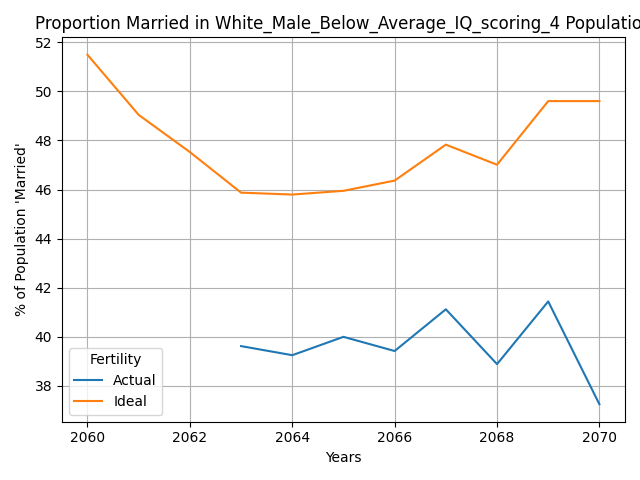 Proportion Married in White_Male_Below_Average_IQ_scoring_4 Populatio
52
50
48
46
44
42
40
38
% of Population 'Married'
Fertility
Actual
Ideal
2060 2062 2064 2066 2068 2070
Years